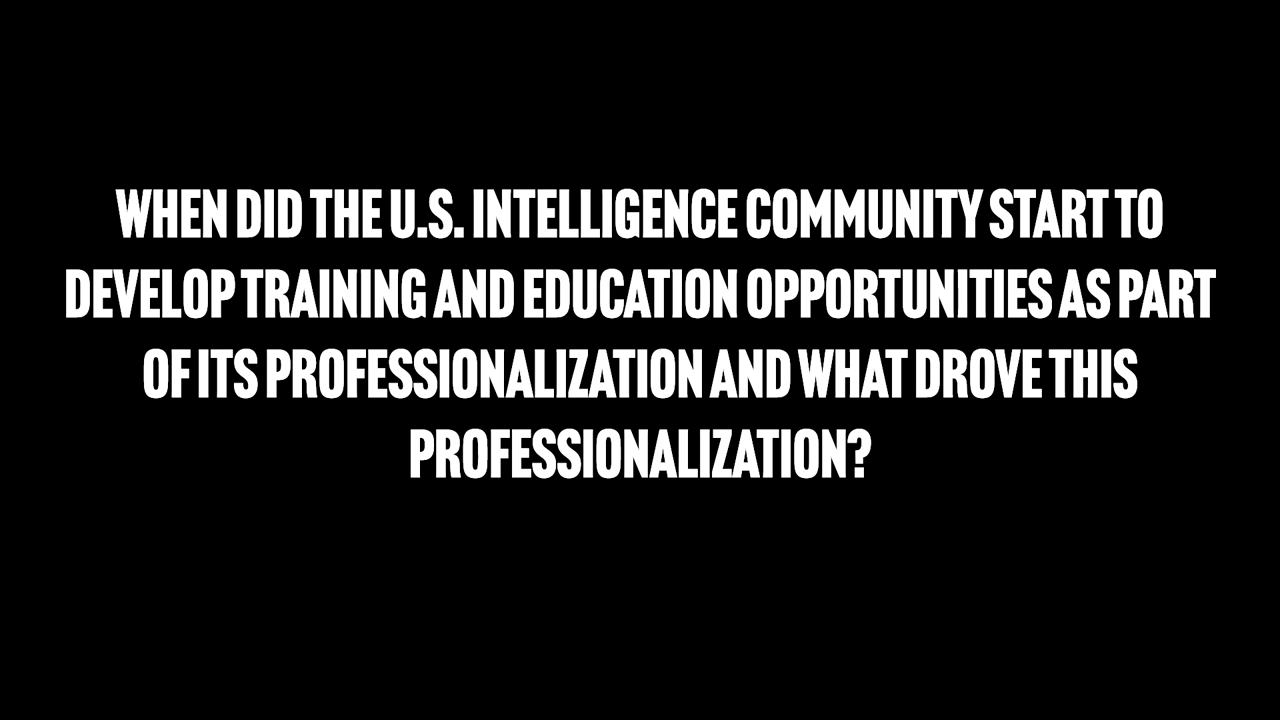 WHEN DID THE U.S. INTELLIGENCE COMMUNITY START TO
DEVELOP TRAINING AND EDUCATION OPPORTUNITIES AS PART
OF ITS PROFESSIONALIZATION AND WHAT DROVE THIS
PROFESSIONALIZATION?